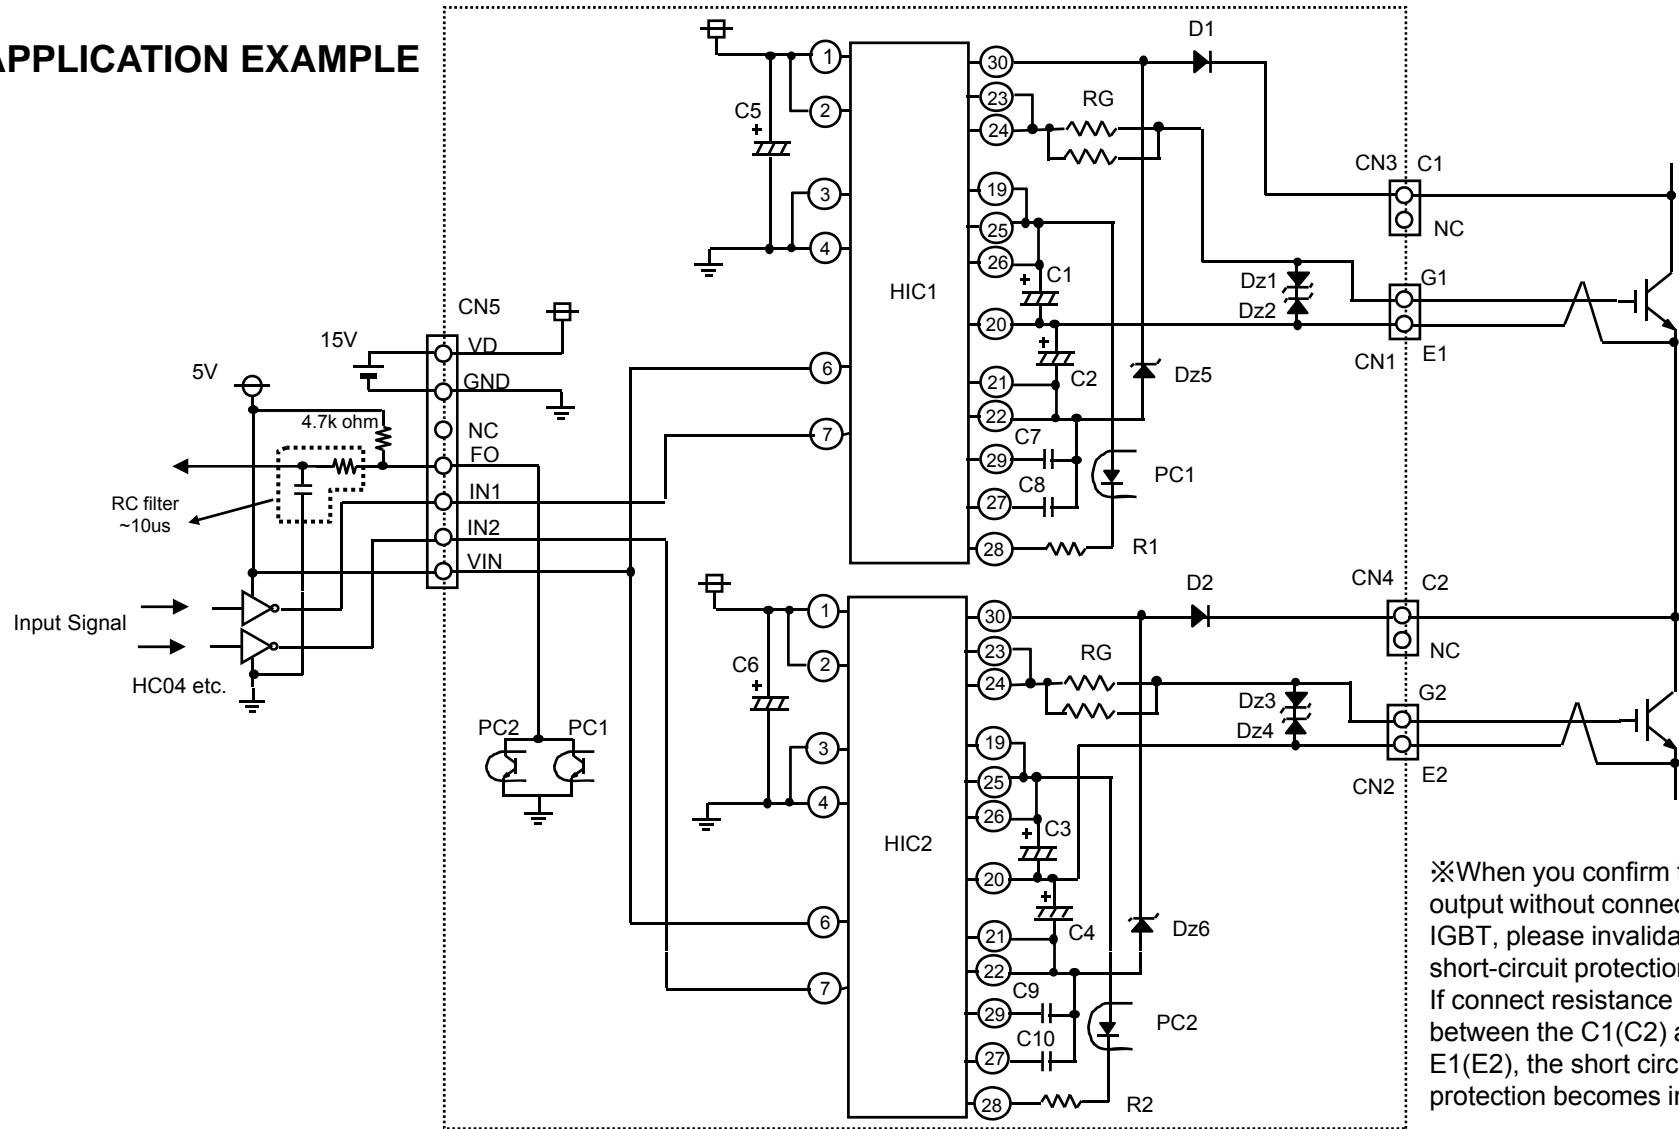 APPLICATION EXAMPLE
D1
1
30
23
RG
2
C5
+
24
CN3 C1
3
19
NC
25
4
26
+ C1
HIC1
Dz1
G1
Dz2
CN5
20
15V
VD
+
E1
CN1
5V
6
GND
21
C2
Dz5
4.7k ohm
22
NC
7
C7
FO
29
PC1
C8
IN1
RC filter
~10us
27
IN2
28
R1
VIN
D2
CN4 C2
1
30
Input Signal
23
RG
NC
2
C6
+
24
HC04 etc.
G2
Dz3
PC2 PC1
Dz4
3
19
25
E2
CN2
4
26
+ C3
HIC2
20
※When you confirm
+
output without
6
21
C4
Dz6
IGBT, please
22
7
C9
short-circuit
29
PC2
If connect resistance
C10
between the C1(C2)
27
E1(E2), the short
28
R2
protection becomes